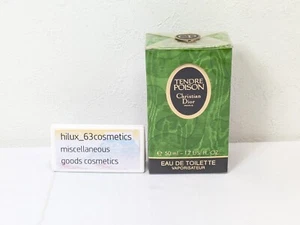 hilux_63cosmetics
miscellaneous
goods cosmetics
TENDRE
POISON
Christian
Dior
EAU DE TOILETTE
VAPORISATEUR